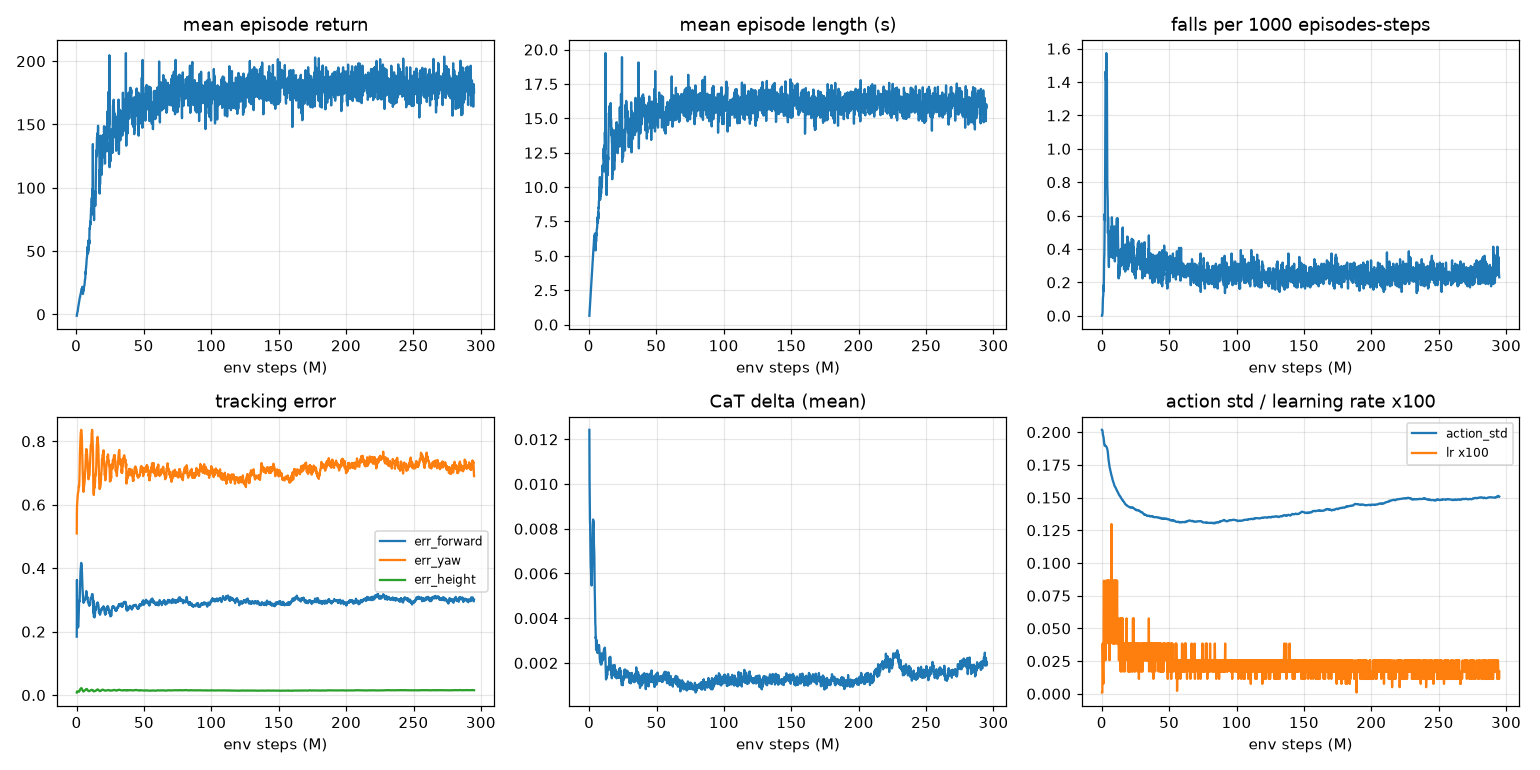 mean episode return
200
150
100
50
0
0 50 100 150 200 250 300
env steps (M)
mean episode length (s)
20.0
17.5
15.0
12.5
10.0
7.5
5.0
2.5
0.0
0 50 100 150 200 250 300
env steps (M)
falls per 1000 episodes-steps
1.6
1.4
1.2
1.0
0.8
0.6
0.4
0.2
0.0
0 50 100 150 200 250 300
env steps (M)
tracking error
0.8
0.6
0.4
0.2
0.0
err_forward
err_yaw
err_height
0 50 100 150 200 250 300
env steps (M)
CaT delta (mean)
0.012
0.010
0.008
0.006
0.004
0.002
0 50 100 150 200 250 300
env steps (M)
action std / learning rate x100
0.200
0.175
0.150
0.125
0.100
0.075
0.050
0.025
0.000
action_std
lr x100
0 50 100 150 200 250 300
env steps (M)